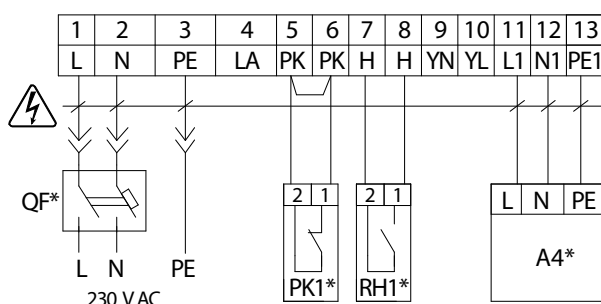 1 2 3 4 5 6 7 8 9 10 11 12 13
L N PE LA PK PK H H YN YL L1 N1 PE1
QF*
L N PE
230 V AC
2 1
PK1*
2 1
RH1*
L N PE
A4*